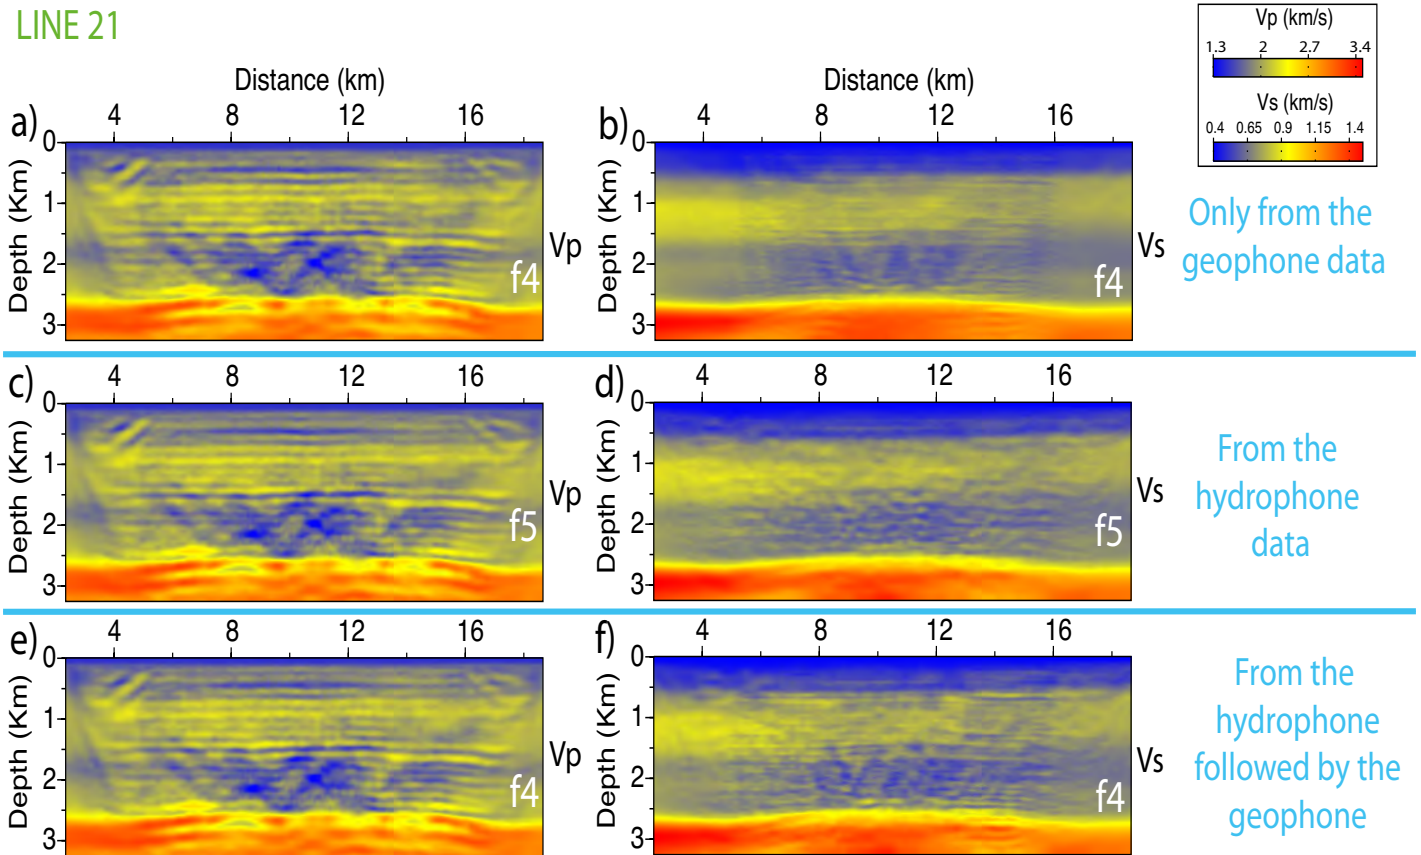 LINE 21
Vp (km/s)
1.3 2 2.7 3.4
Vs (km/s)
0.4 0.65 0.9 1.15 1.4
Distance (km)
4 8 12 16
a)
0
1
2
3
Depth (Km)
f4
Vp
Distance (km)
4 8 12 16
b)
0
1
2
3
Depth (Km)
f4
Vs
Only from the
geophone data
4 8 12 16
c)
0
1
2
3
Depth (Km)
f5
Vp
4 8 12 16
d)
0
1
2
3
Depth (Km)
f5
Vs
From the
hydrophone
data
4 8 12 16
e)
0
1
2
3
Depth (Km)
f4
Vp
4 8 12 16
f)
0
1
2
3
Depth (Km)
f4
Vs
From the
hydrophone
followed by the
geophone